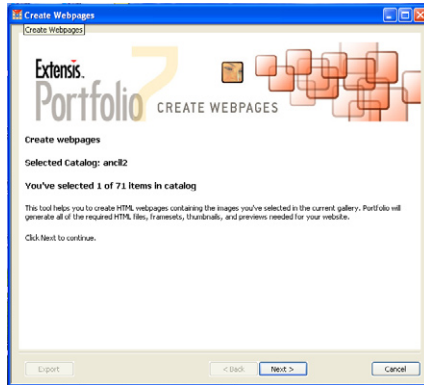 Create Webpages
Create Webpages
Extensis
Portfolio 7 CREATE WEBPAGES
Create webpages
Selected Catalog: ancil2
You've selected 1 of 71 items in catalog
This tool helps you to create HTML webpages containing the images you've selected in the current gallery. Portfolio will
generate all of the required HTML files, framesets, thumbnails, and previews needed for your website.
Click Next to continue.
Export < Back Next > Cancel